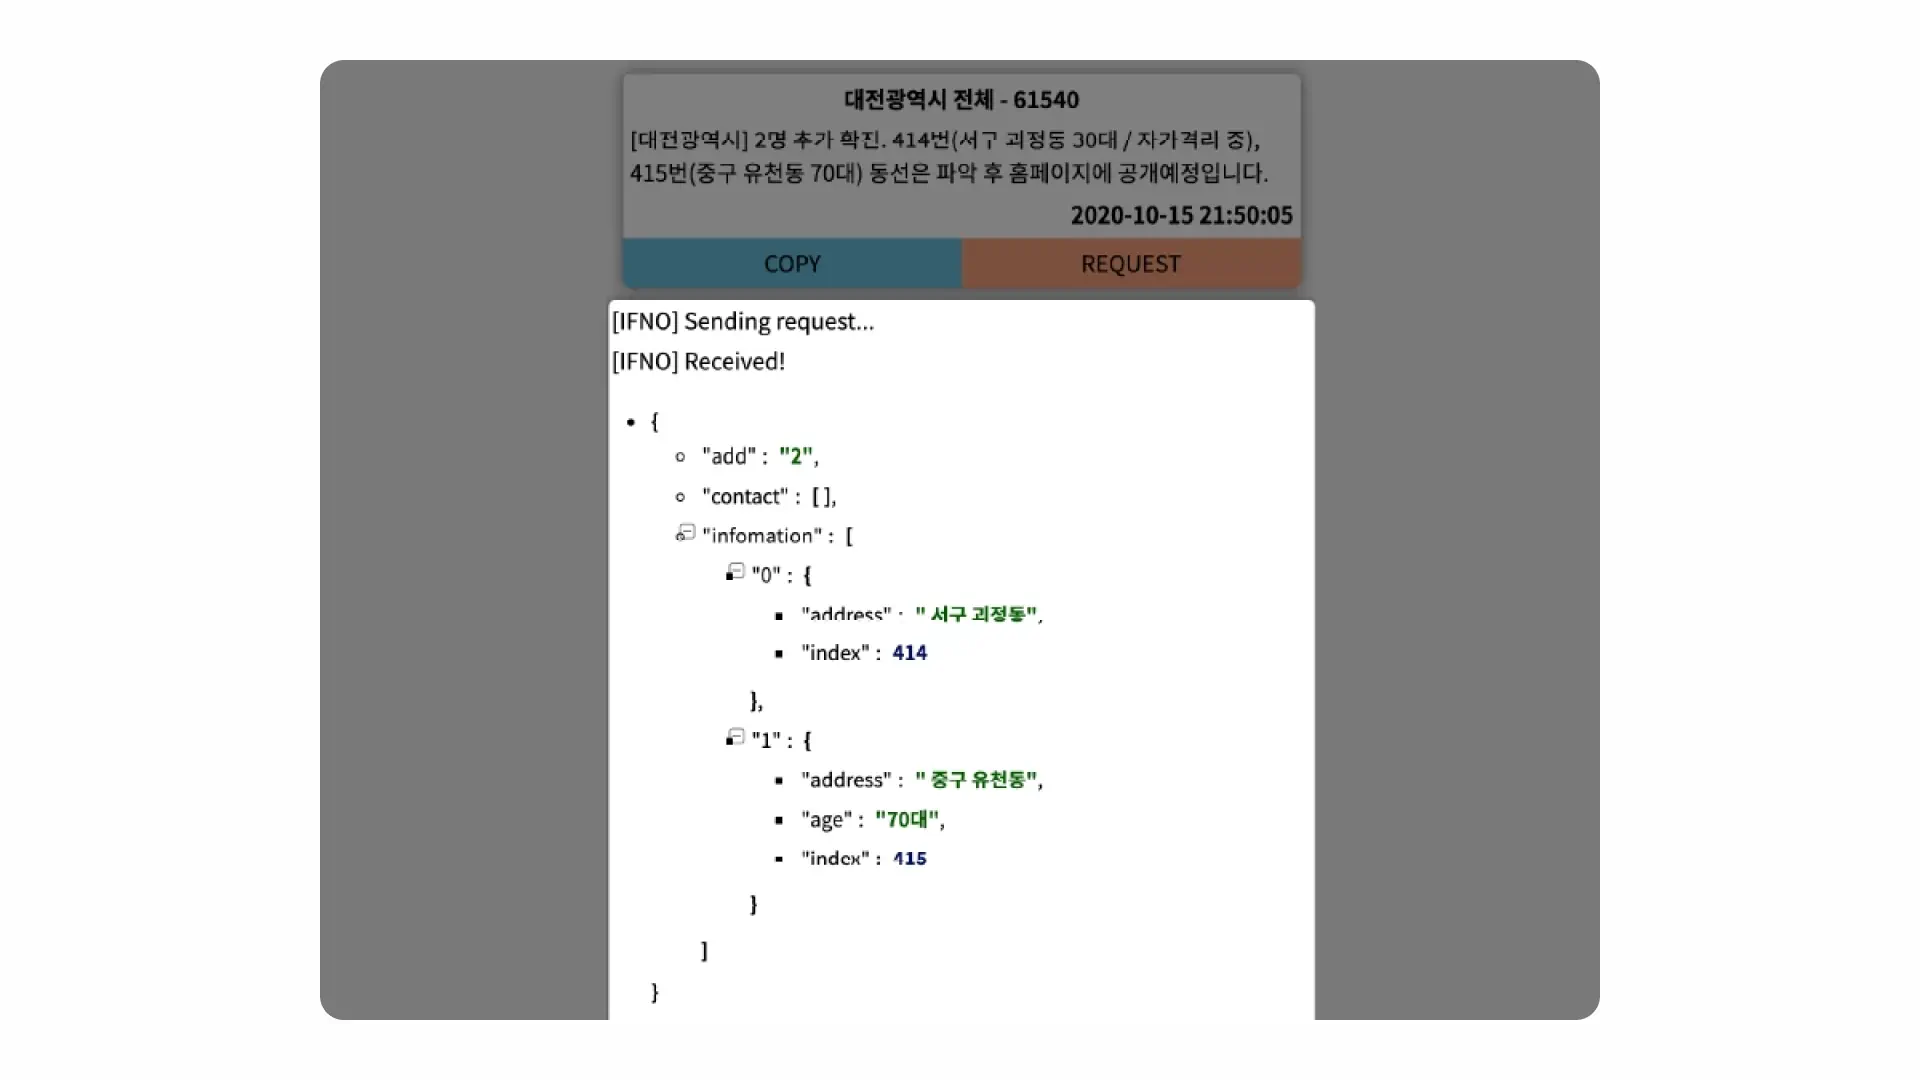 대전광역시 전체 - 61540
[대전광역시] 2명 추가 확진. 414번(서구 괴정동 30대 / 자가격리 중),
415번(중구 유천동 70대) 동선은 파악 후 홈페이지에 공개예정입니다.
2020-10-15 21:50:05
COPY
REQUEST
[IFNO] Sending request...
[IFNO] Received!
{
"add" : "2",
"contact" : [ ],
"infomation" : [
"0" : {
"address" : " 서구 괴정동",
"index" : 414
},
"1" : {
"address" : " 중구 유천동",
"age" : "70대",
"index" : 415
}
]
}